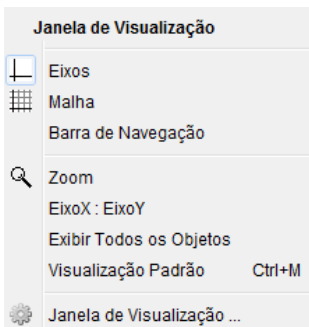 Janela de Visualização
Eixos
Malha
Barra de Navegação
Zoom
EixoX : EixoY
Exibir Todos os Objetos
Visualização Padrão Ctrl+M
Janela de Visualização ...